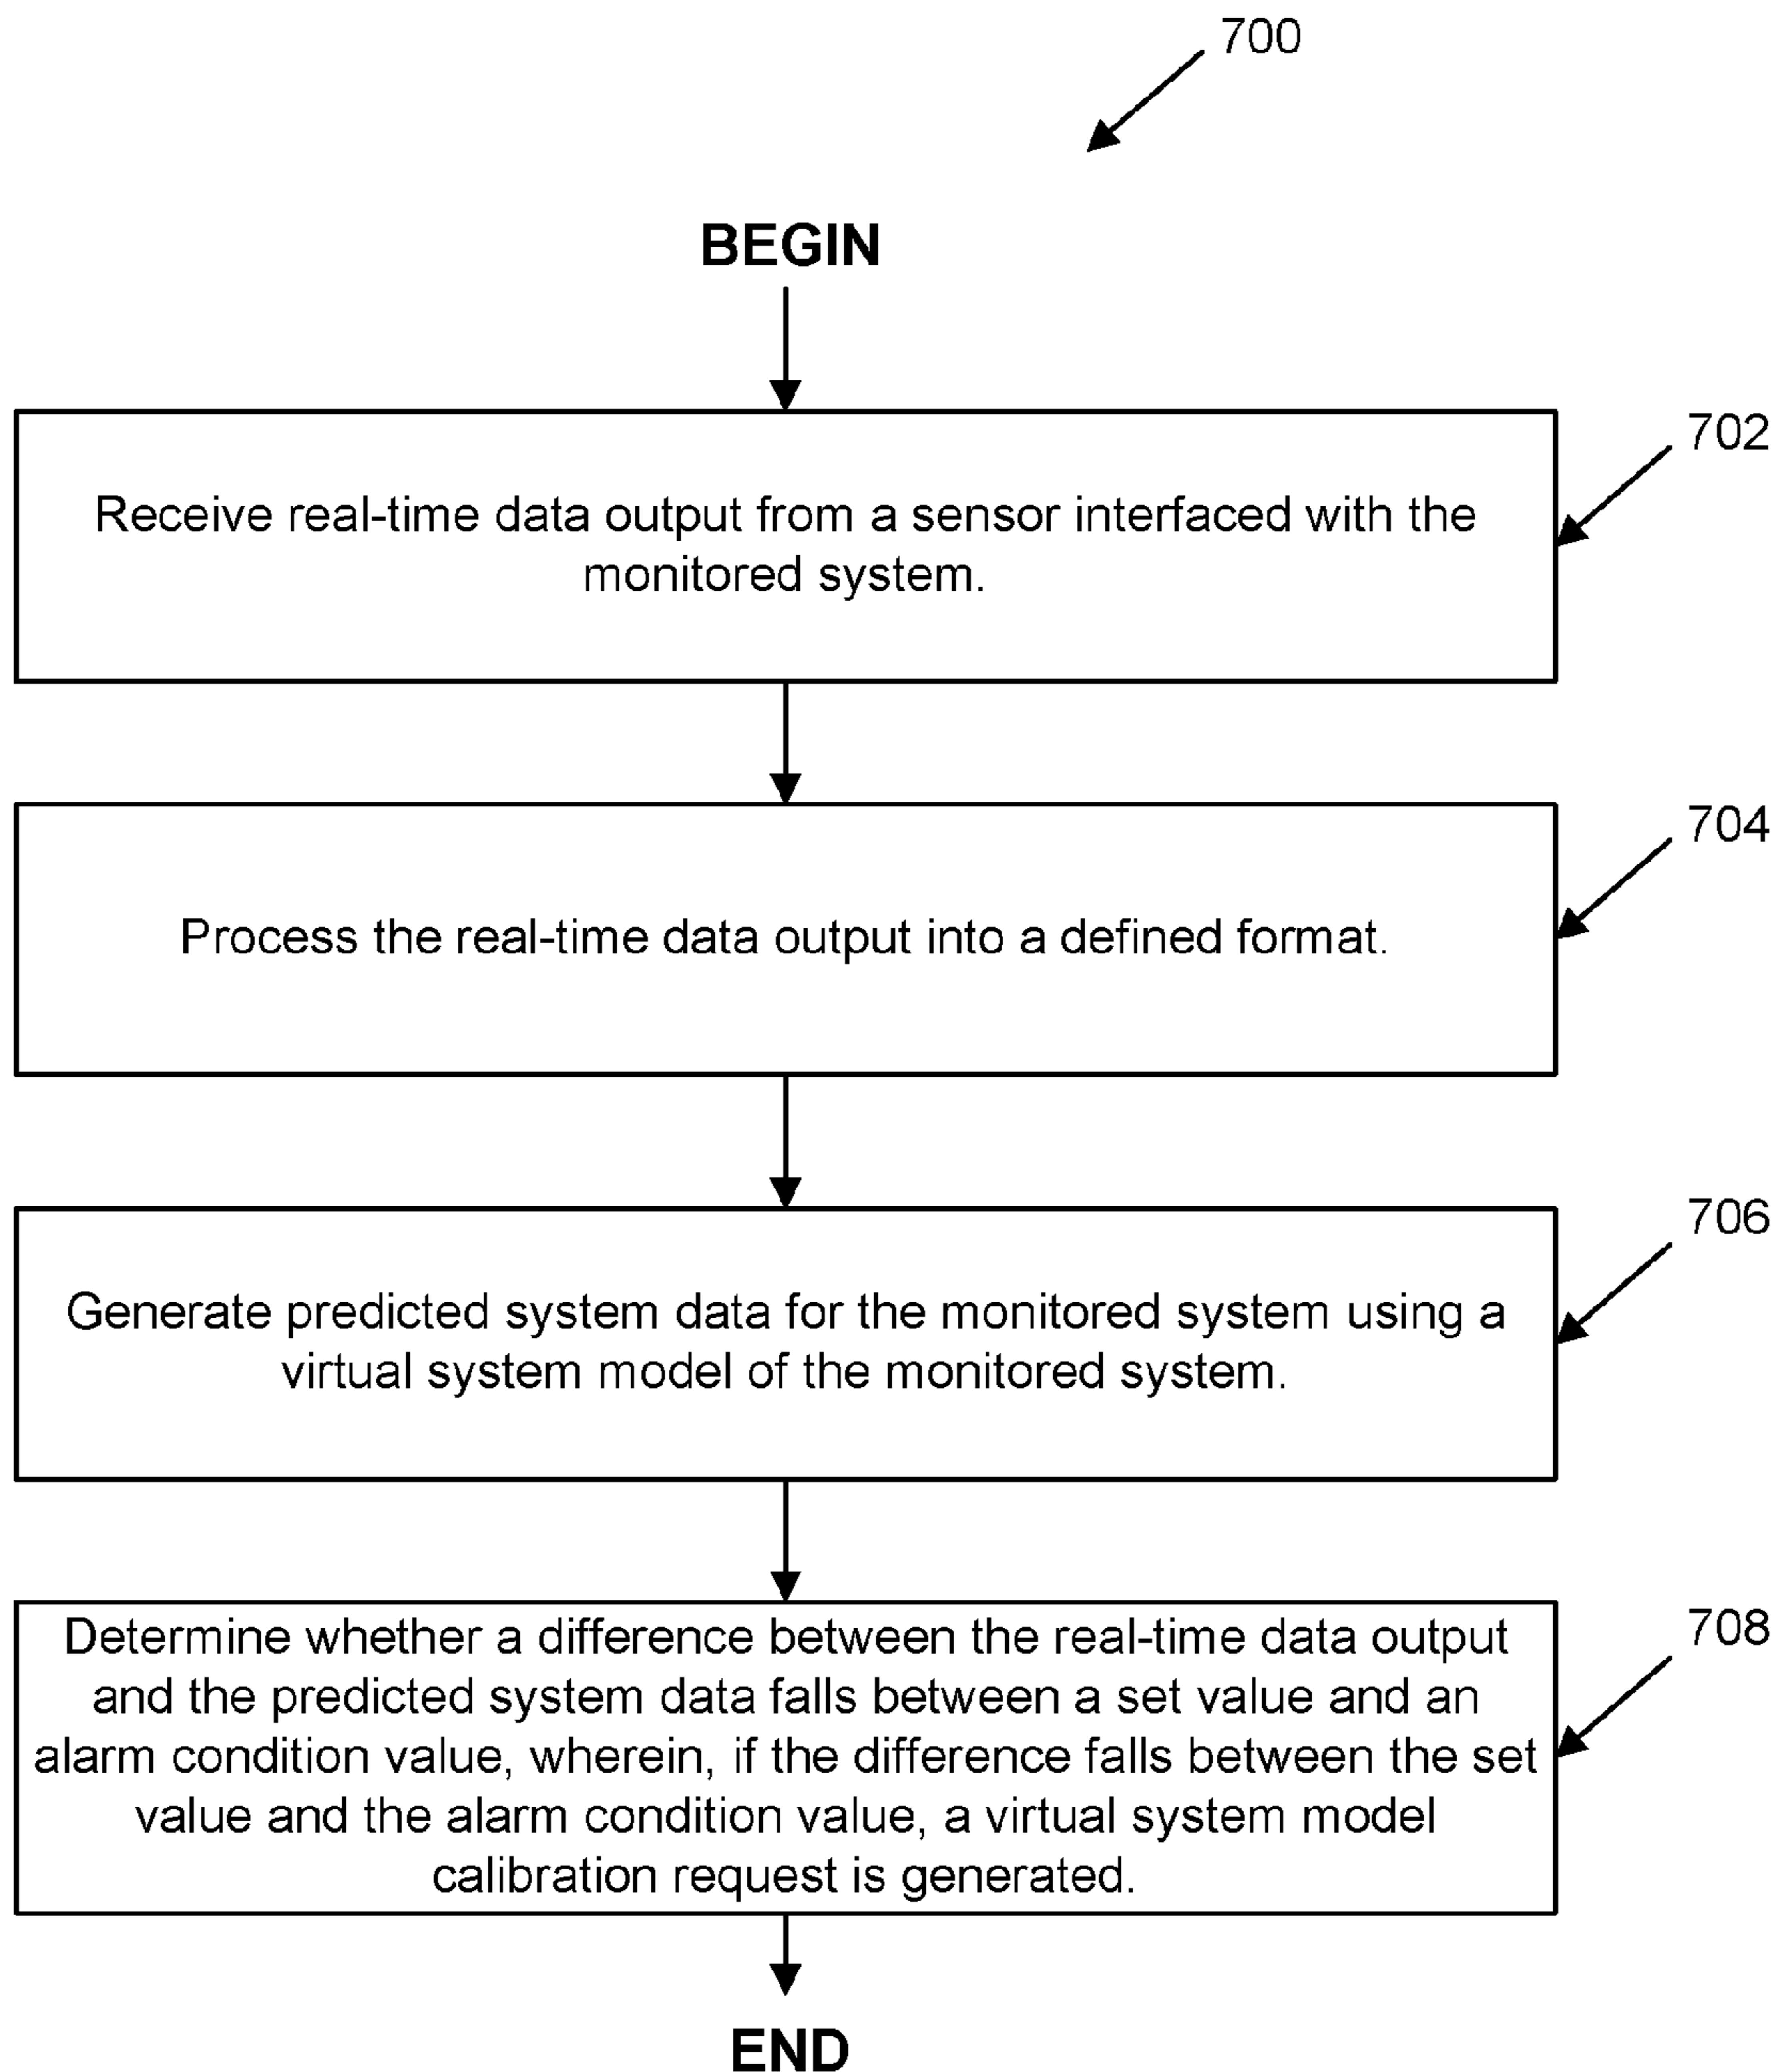 700
BEGIN
702
Receive real-time data output from a sensor interfaced with the
monitored system.
704
Process the real-time data output into a defined format.
706
Generate predicted system data for the monitored system using a
virtual system model of the monitored system.
708
Determine whether a difference between the real-time data output
and the predicted system data falls between a set value and an
alarm condition value, wherein, if the difference falls between the set
value and the alarm condition value, a virtual system model
calibration request is generated.
END